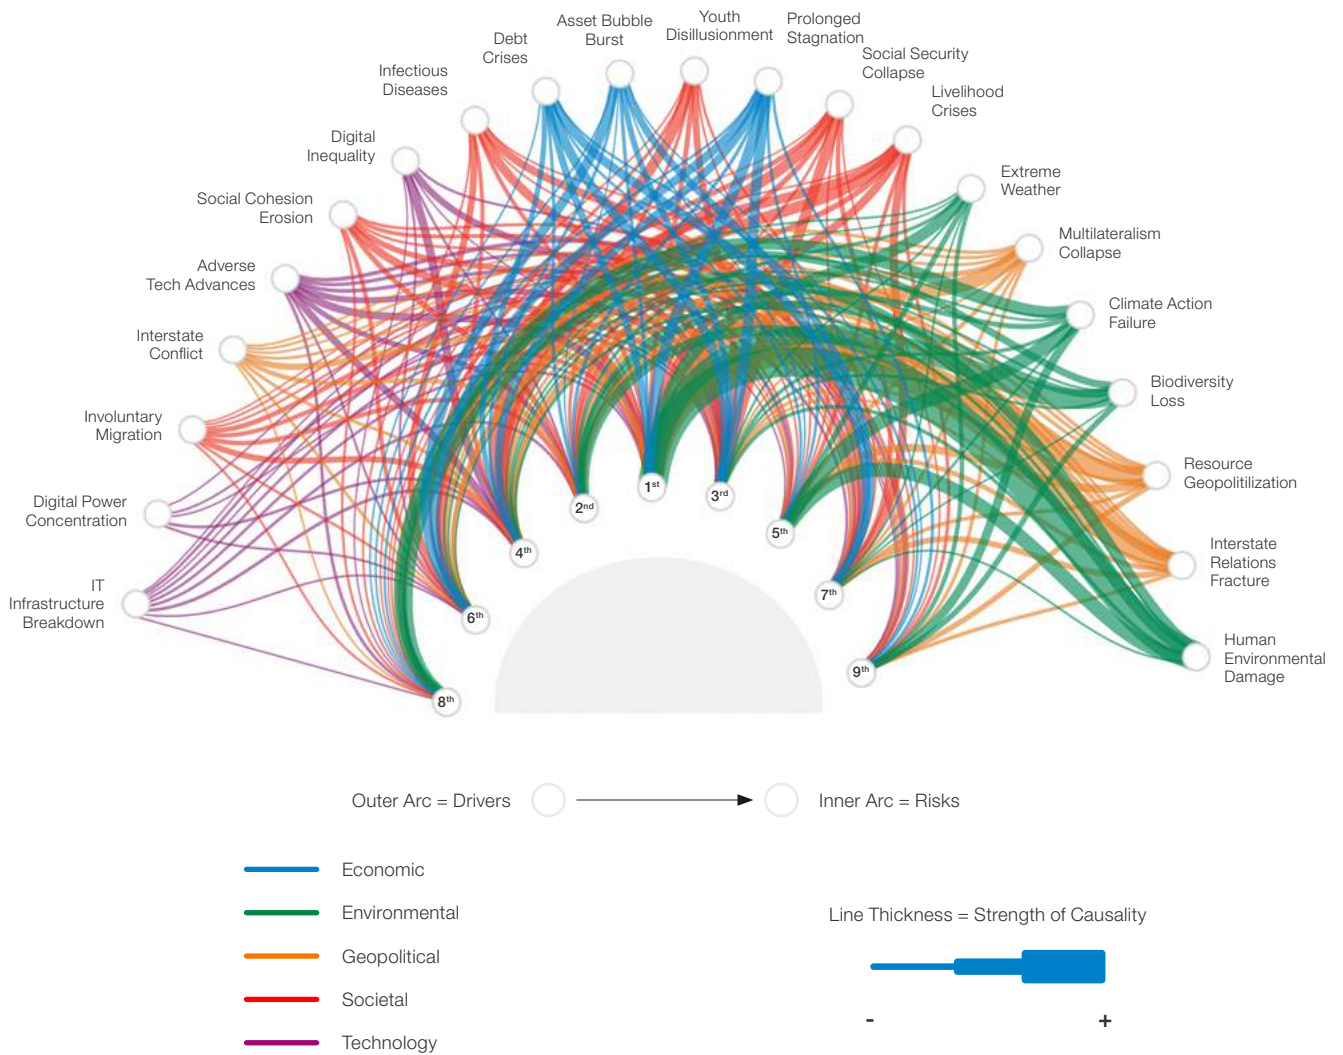 Asset Bubble
Burst
Youth
Disillusionment
Prolonged
Stagnation
Debt
Crises
Social Security
Collapse
Infectious
Diseases
Livelihood
Crises
Digital
Inequality
Extreme
Weather
Social Cohesion
Erosion
Multilateralism
Collapse
Adverse
Tech Advances
Climate Action
Failure
Interstate
Conflict
Biodiversity
Loss
Involuntary
Migration
Resource
Geopolitilization
Digital Power
Concentration
Interstate
Relations
Fracture
IT
Infrastructure
Breakdown
Human
Environmental
Damage
1st
2nd
3rd
4th
5th
6th
7th
8th
9th
Outer Arc = Drivers
Inner Arc = Risks
Economic
Environmental
Geopolitical
Societal
Technology
Line Thickness = Strength of Causality
- +